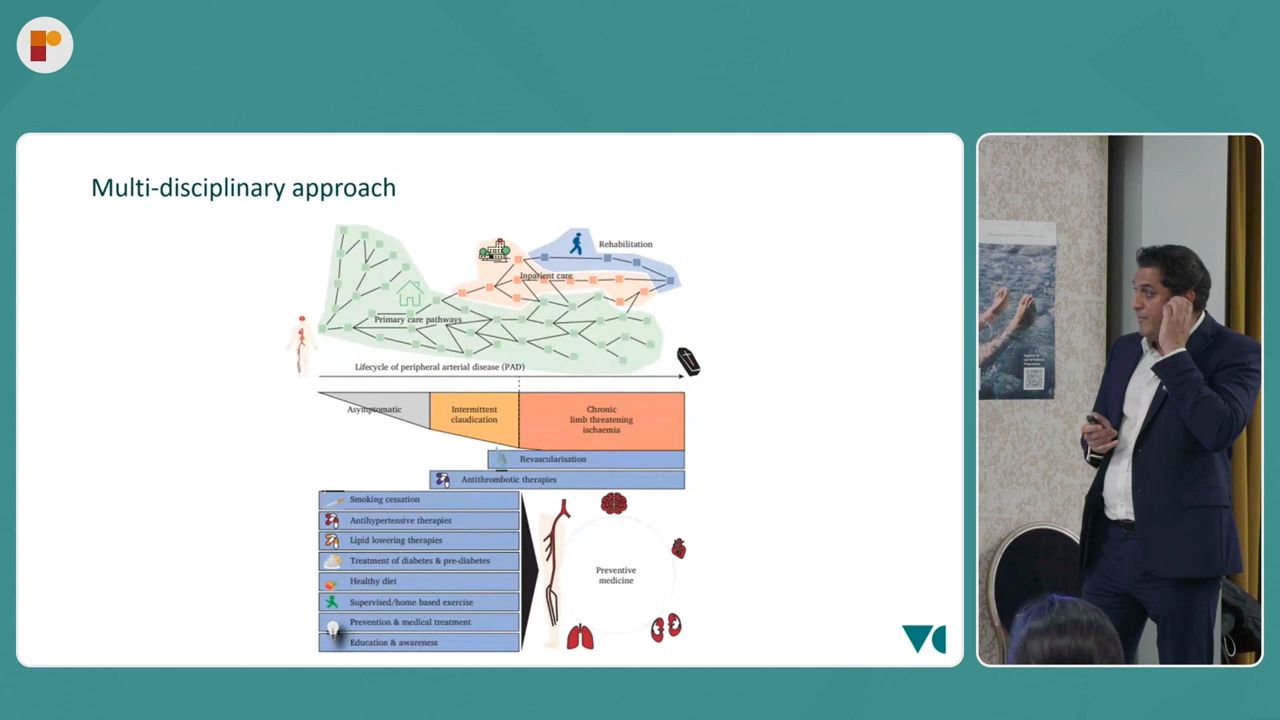 Multi-disciplinary approach
Rehabilitation
Inpatient care
Primary care pathways
Lifecycle of peripheral arterial disease (PAD)
Asymptomatic
Intermittent
claudication
Chronic
limb threatening
ischaemia
Revascularisation
Antithrombotic therapies
Smoking cessation
Antihypertensive therapies
Lipid lowering therapies
Treatment of diabetes & pre-diabetes
Healthy diet
Supervised/home based exercise
Prevention & medical treatment
Education & awareness
Preventive
medicine